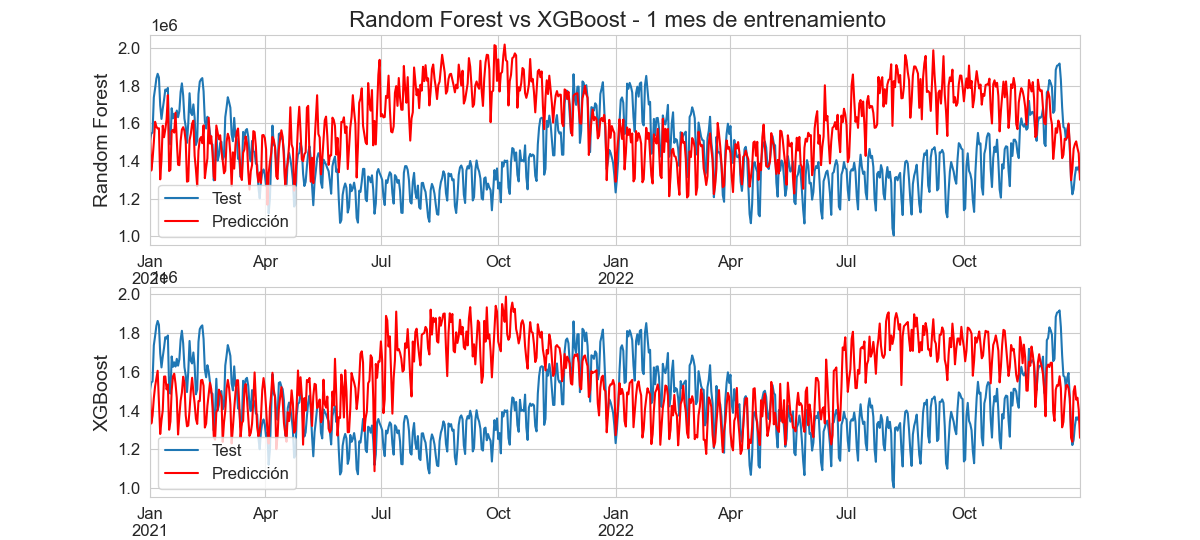 Random Forest vs XGBoost - 1 mes de entrenamiento
1e6
Random Forest
2.0
1.8
1.6
1.4
1.2
1.0
Test
Predicción
Jan
2021
Apr
Jul
Oct
Jan
2022
Apr
Jul
Oct
1e6
XGBoost
2.0
1.8
1.6
1.4
1.2
1.0
Test
Predicción
Jan
2021
Apr
Jul
Oct
Jan
2022
Apr
Jul
Oct